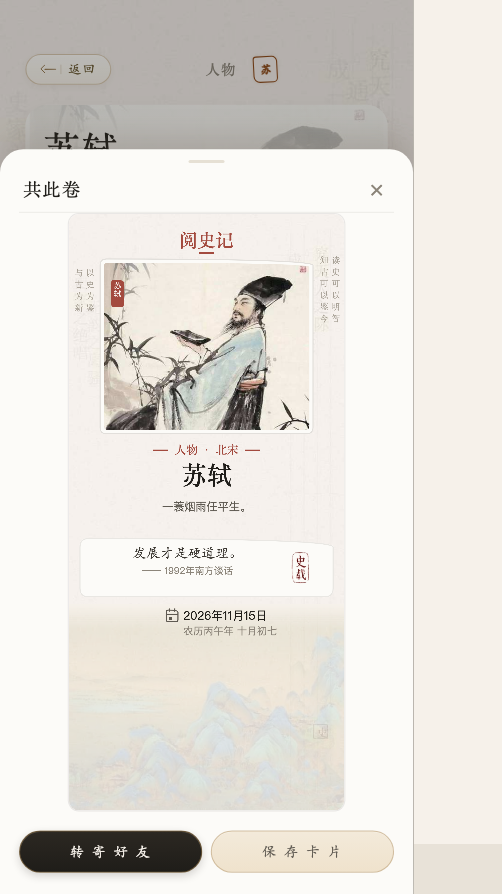 返回
人物
苏
苏轼
共此卷
阅史记
以史为鉴
与古为新
读史可以明智
知古可以鉴今
苏轼
人物 · 北宋
苏轼
一蓑烟雨任平生。
发展才是硬道理。
—— 1992年南方谈话
2026年11月15日
农历丙午年 十月初七
转寄好友
保存卡片